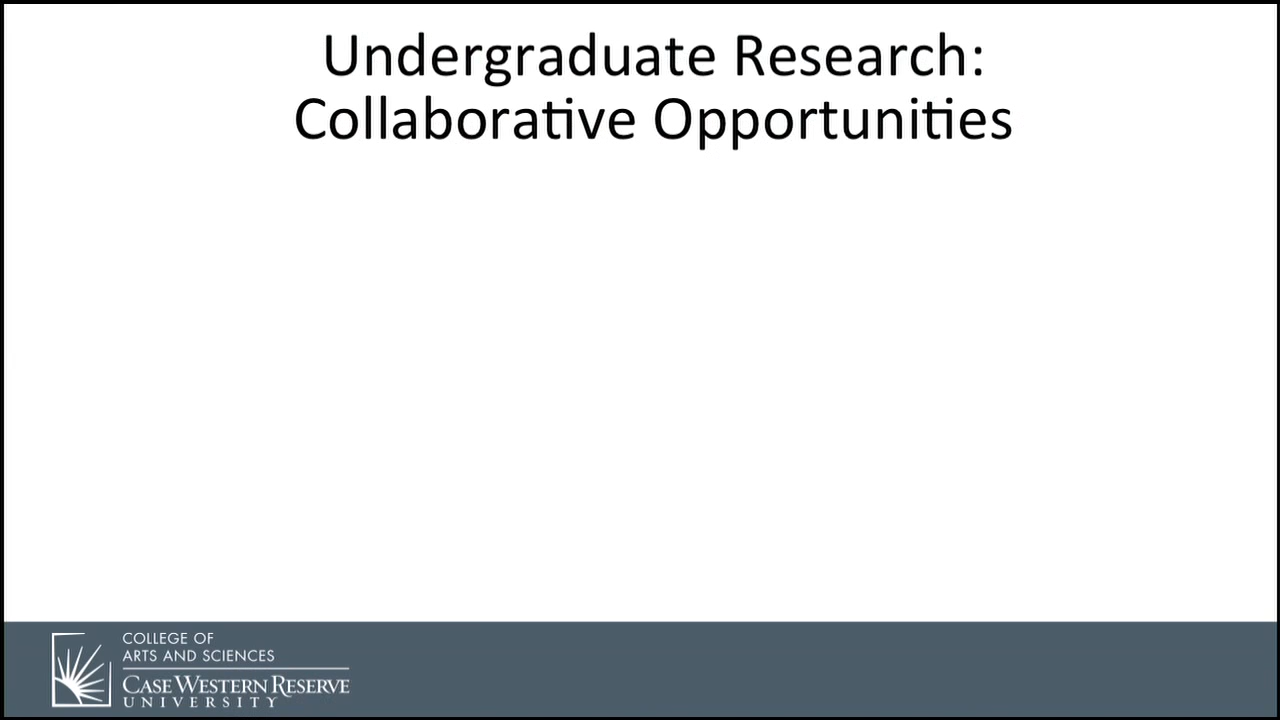 Undergraduate Research:
Collaborative Opportunities
COLLEGE OF
ARTS AND SCIENCES
CASE WESTERN RESERVE
UNIVERSITY